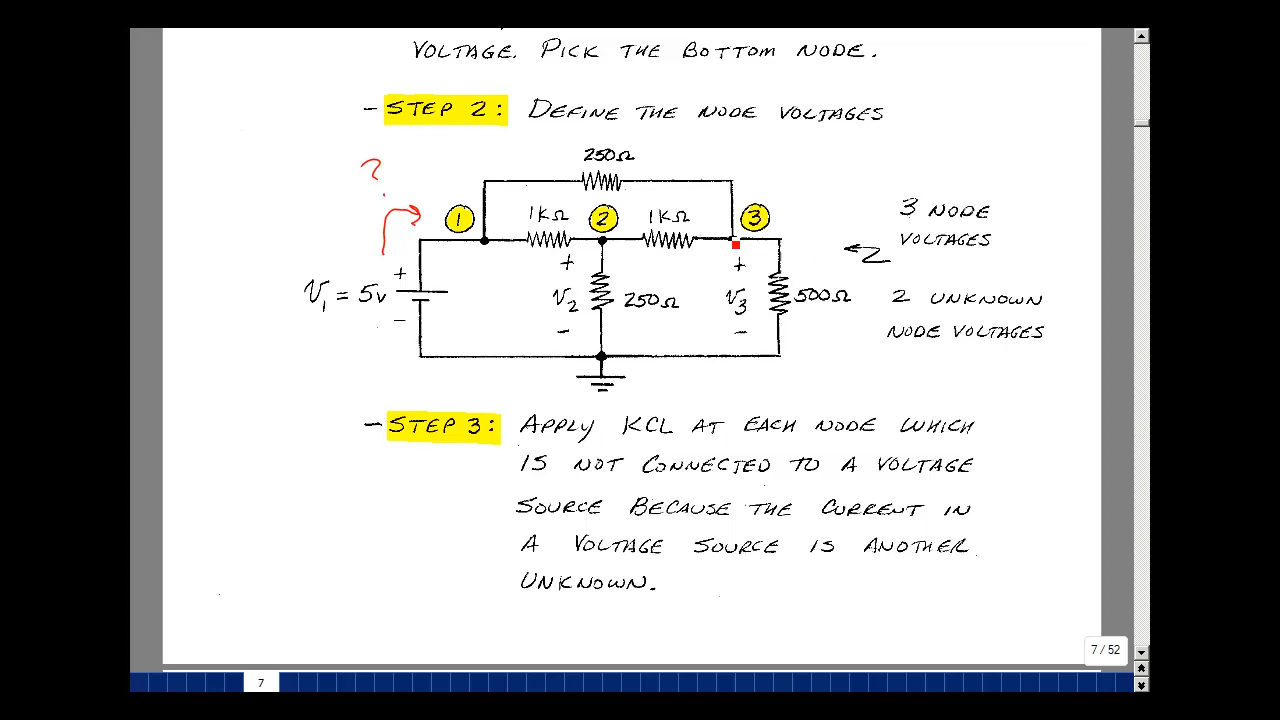 VOLTAGE. PICK THE BOTTOM NODE.
- STEP 2: DEFINE THE NODE VOLTAGES
250Ω
?
1 1KΩ 2 1KΩ 3
3 NODE
VOLTAGES
+ + +
V1 = 5V V2 250Ω V3 500Ω
- - -
2 UNKNOWN
NODE VOLTAGES
- STEP 3: APPLY KCL AT EACH NODE WHICH
IS NOT CONNECTED TO A VOLTAGE
SOURCE BECAUSE THE CURRENT IN
A VOLTAGE SOURCE IS ANOTHER
UNKNOWN.
7 / 52
7